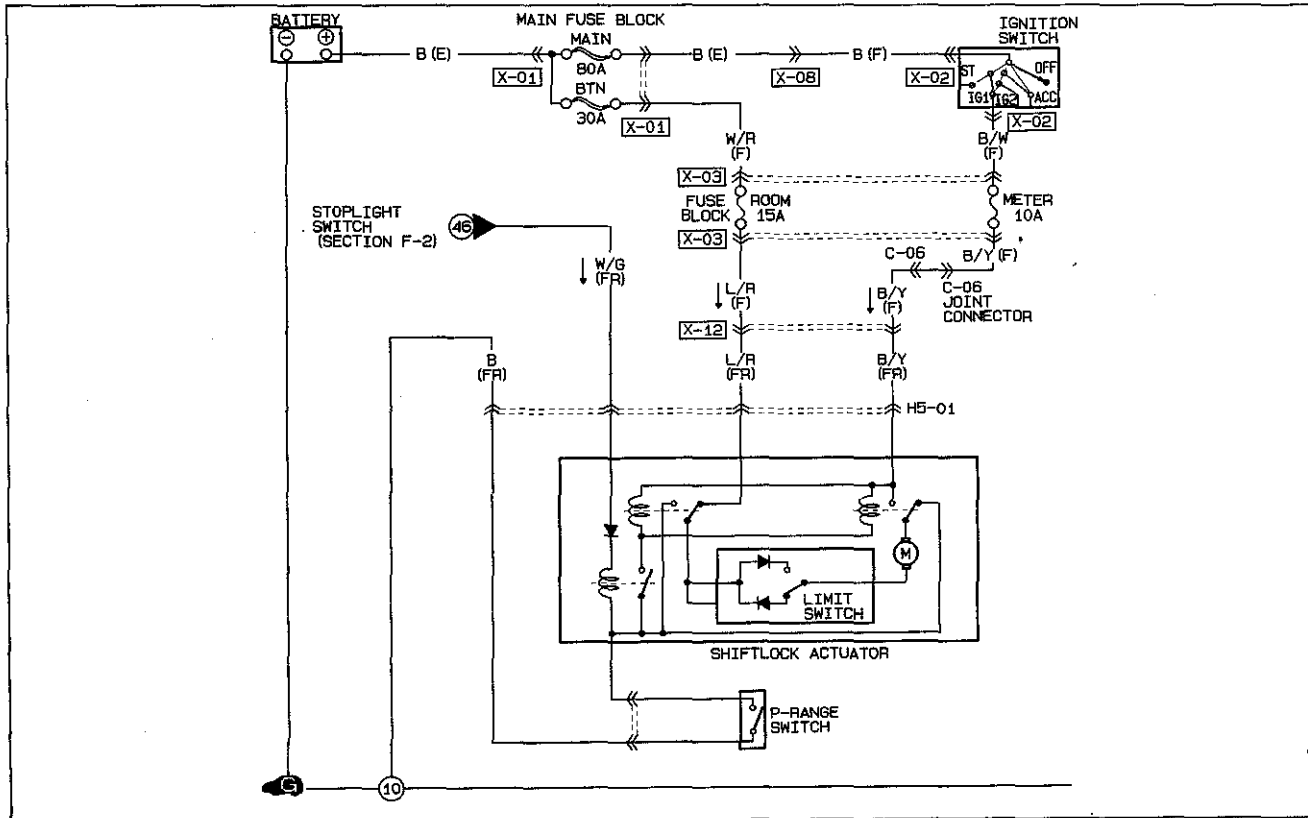 BATTERY
MAIN FUSE BLOCK
IGNITION
SWITCH
MAIN
80A
B (E)
X-01
B (E)
X-08
B (F)
X-02
ST
OFF
IG1
IG2
ACC
BTN
30A
X-01
X-02
W/R
(F)
B/W
(F)
X-03
FUSE
BLOCK
ROOM
15A
METER
10A
X-03
STOPLIGHT
SWITCH
(SECTION F-2)
46
W/G
(FR)
L/R
(F)
C-06
B/Y (F)
B/Y
(F)
C-06
JOINT
CONNECTOR
X-12
B
(FR)
L/R
(FR)
B/Y
(FR)
H5-01
M
LIMIT
SWITCH
SHIFTLOCK ACTUATOR
P-RANGE
SWITCH
G
10